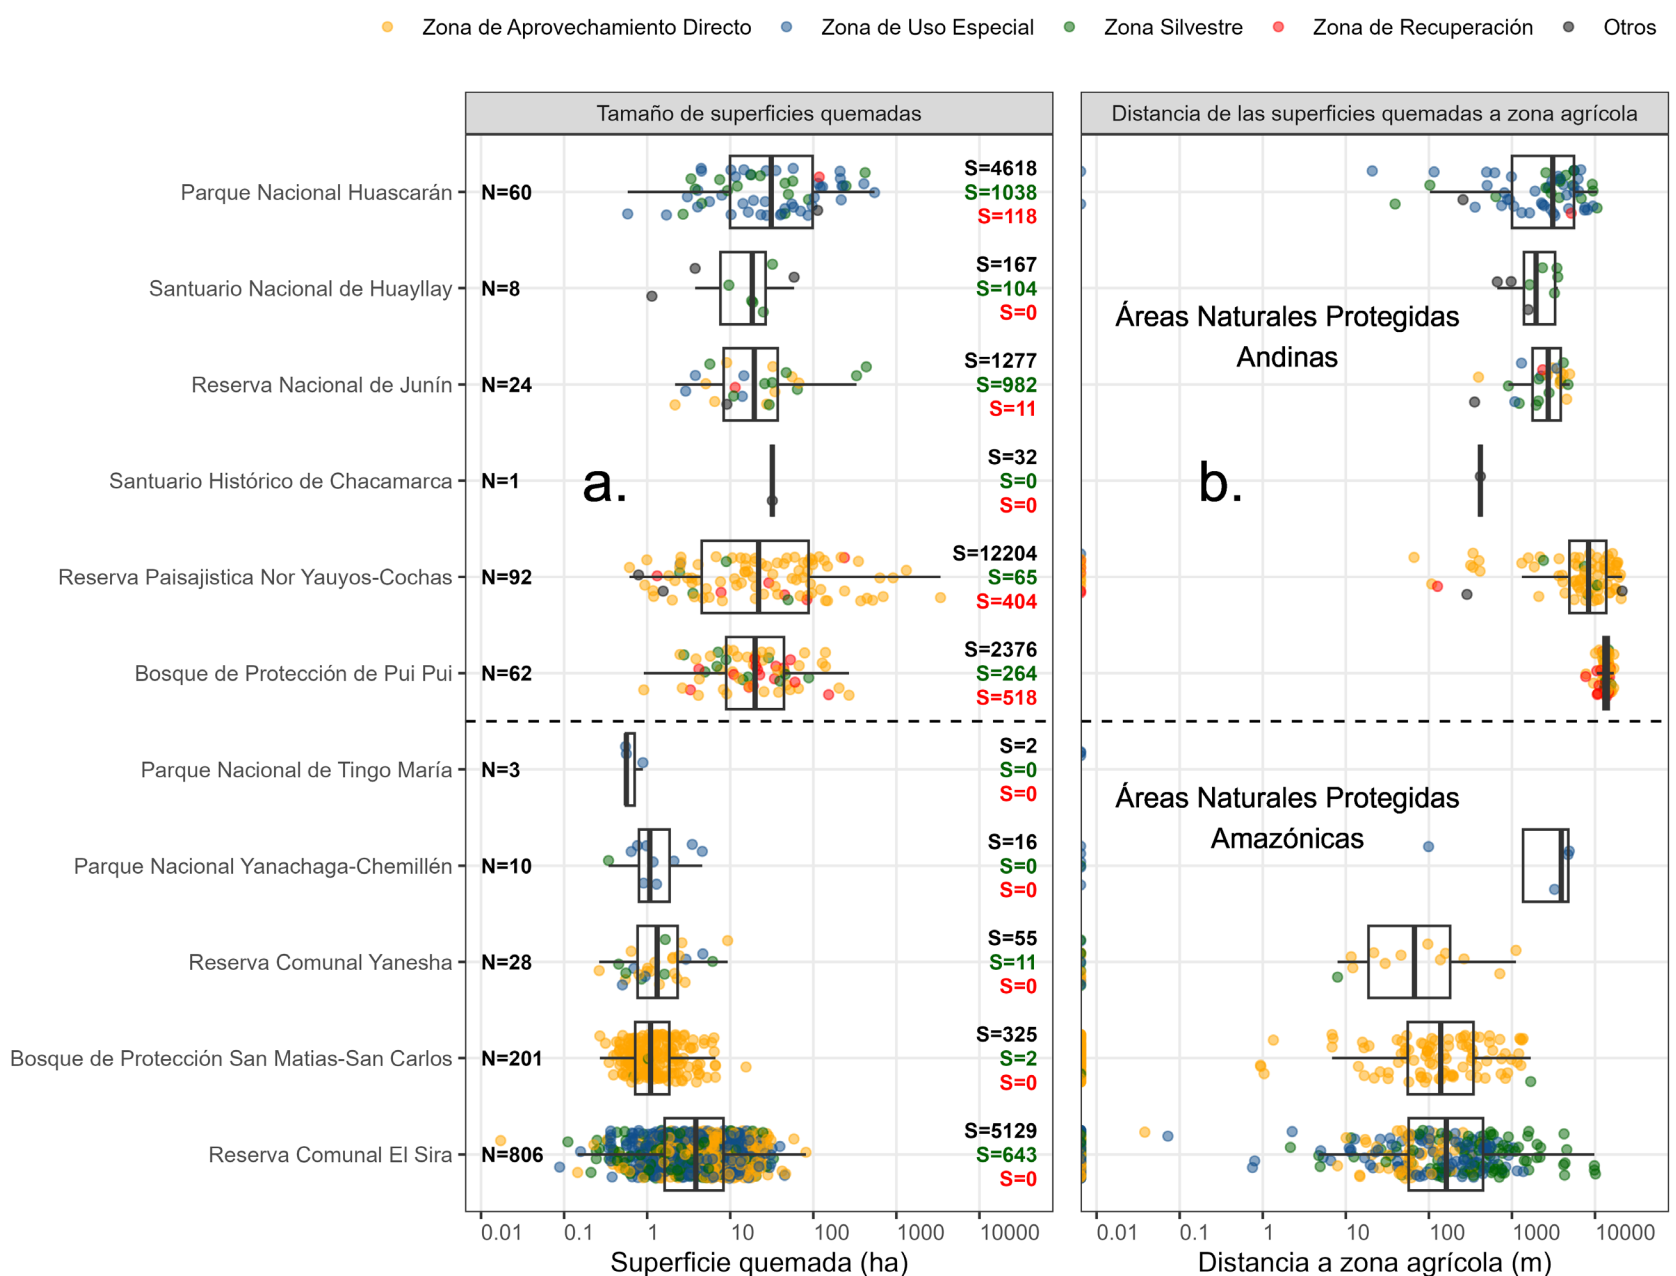 Zona de Aprovechamiento Directo Zona de Uso Especial Zona Silvestre Zona de Recuperación Otros
Tamaño de superficies quemadas
Distancia de las superficies quemadas a zona agrícola
Parque Nacional Huascarán
N=60
S=4618
S=1038
S=118
Santuario Nacional de Huayllay
N=8
S=167
S=104
S=0
Áreas Naturales Protegidas
Andinas
Reserva Nacional de Junín
N=24
S=1277
S=982
S=11
Santuario Histórico de Chacamarca
N=1
a.
S=32
S=0
S=0
b.
Reserva Paisajistica Nor Yauyos-Cochas
N=92
S=12204
S=65
S=404
Bosque de Protección de Pui Pui
N=62
S=2376
S=264
S=518
Parque Nacional de Tingo María
N=3
S=2
S=0
S=0
Áreas Naturales Protegidas
Amazónicas
Parque Nacional Yanachaga-Chemillén
N=10
S=16
S=0
S=0
Reserva Comunal Yanesha
N=28
S=55
S=11
S=0
Bosque de Protección San Matias-San Carlos
N=201
S=325
S=2
S=0
Reserva Comunal El Sira
N=806
S=5129
S=643
S=0
0.01 0.1 1 10 100 1000 10000
Superficie quemada (ha)
0.01 0.1 1 10 100 1000 10000
Distancia a zona agrícola (m)